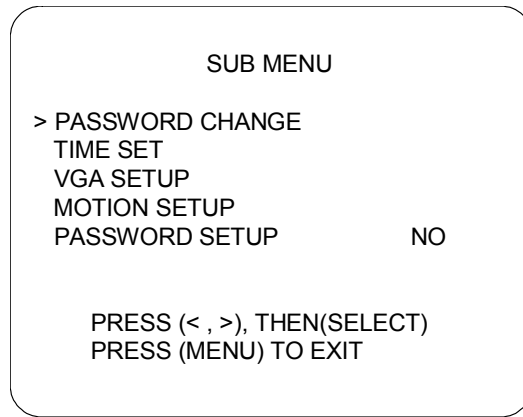 SUB MENU
> PASSWORD CHANGE
TIME SET
VGA SETUP
MOTION SETUP
PASSWORD SETUP NO
PRESS (< , >), THEN(SELECT)
PRESS (MENU) TO EXIT